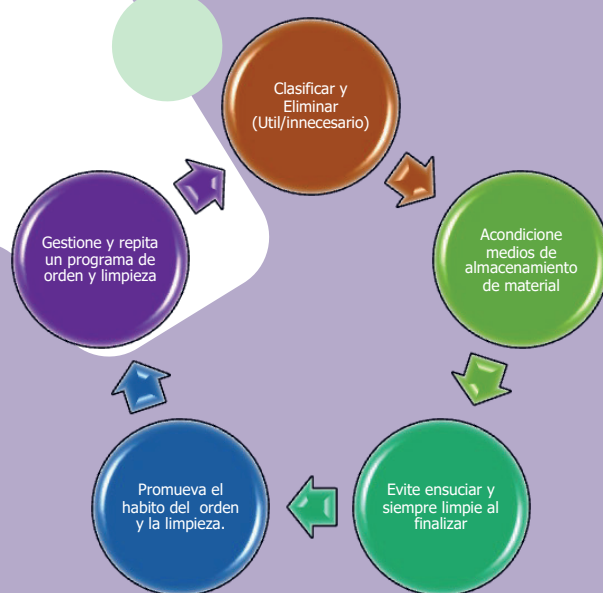 Clasificar y
Eliminar
(Util/innecesario)
Acondicione
medios de
almacenamiento
de material
Evite ensuciar y
siempre limpie al
finalizar
Promueva el
habito del orden
y la limpieza.
Gestione y repita
un programa de
orden y limpieza